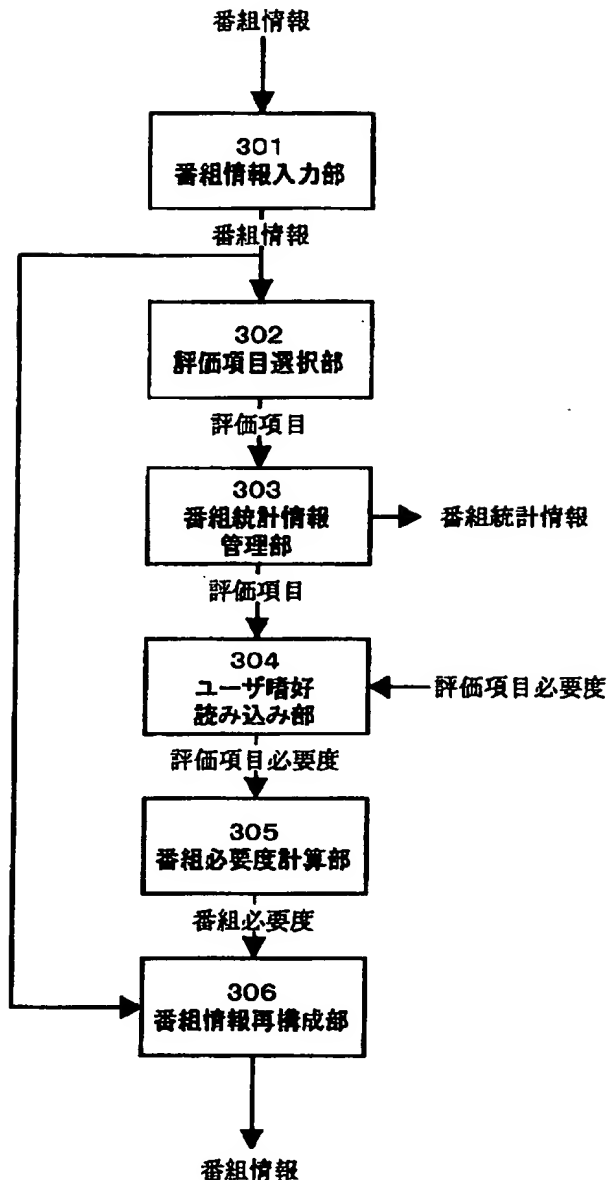 番組情報
301
番組情報入力部
番組情報
302
評価項目選択部
評価項目
303
番組統計情報
管理部
番組統計情報
評価項目
304
ユーザ嗜好
読み込み部
評価項目必要度
評価項目必要度
305
番組必要度計算部
番組必要度
306
番組情報再構成部
番組情報